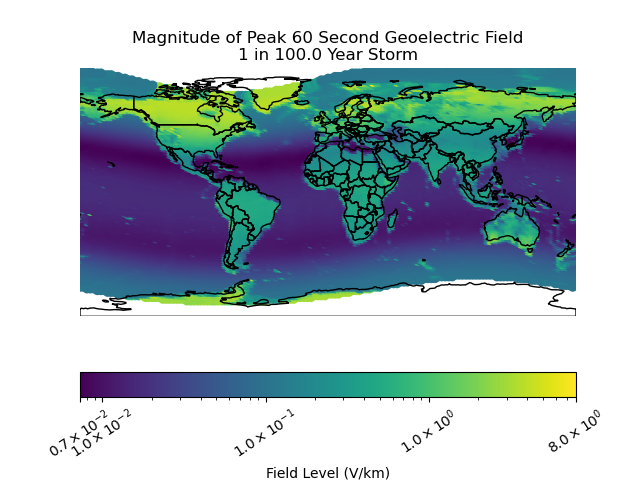 Magnitude of Peak 60 Second Geoelectric Field
1 in 100.0 Year Storm
0.7 × 10⁻²
1.0 × 10⁻²
1.0 × 10⁻¹
1.0 × 10⁰
8.0 × 10⁰
Field Level (V/km)